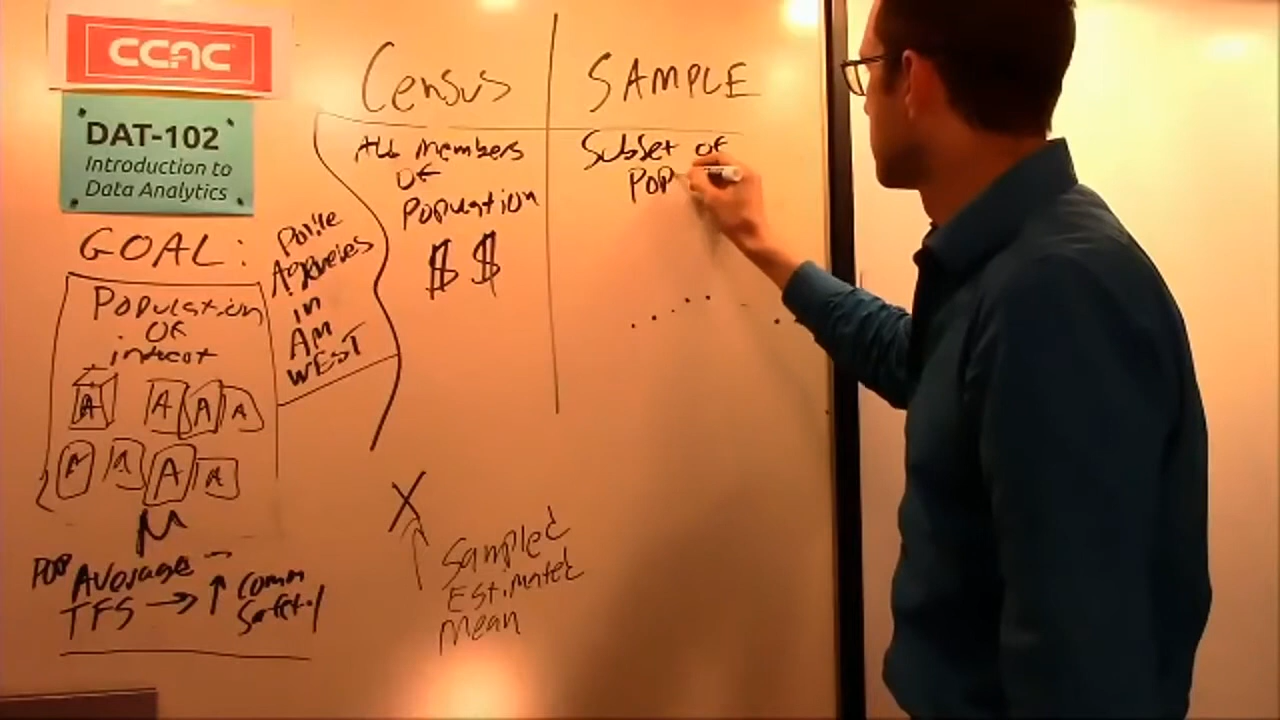 CCAC
DAT-102
Introduction to
Data Analytics
GOAL:
Population
OF
interest
A A A A
A A A A
M
POP Average
TFS → ↑ Comm
Safety
Police
Agencies
in
AM
WEST
Census
ALL Members
OF
Population
$ $
SAMPLE
Subset of
POP
X
Sampled
Estimated
Mean